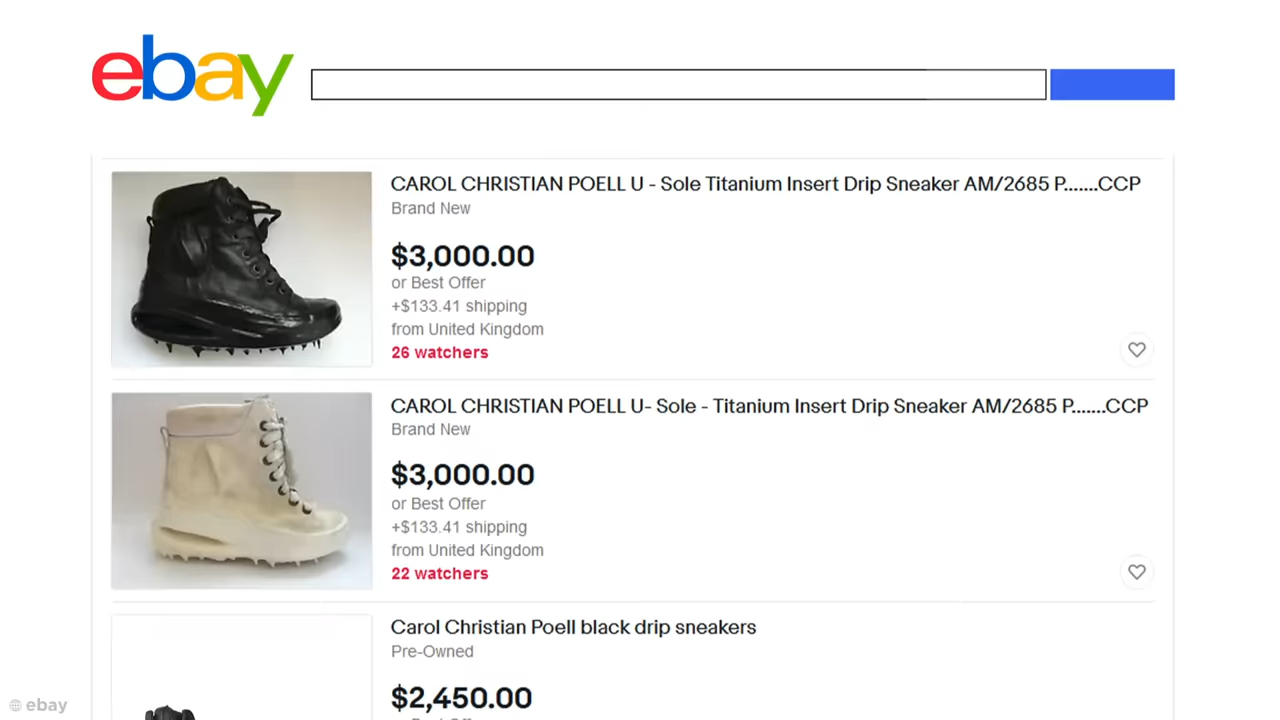 ebay
CAROL CHRISTIAN POELL U - Sole Titanium Insert Drip Sneaker AM/2685 P.......CCP
Brand New
$3,000.00
or Best Offer
+$133.41 shipping
from United Kingdom
26 watchers
CAROL CHRISTIAN POELL U- Sole - Titanium Insert Drip Sneaker AM/2685 P.......CCP
Brand New
$3,000.00
or Best Offer
+$133.41 shipping
from United Kingdom
22 watchers
Carol Christian Poell black drip sneakers
Pre-Owned
$2,450.00
ebay